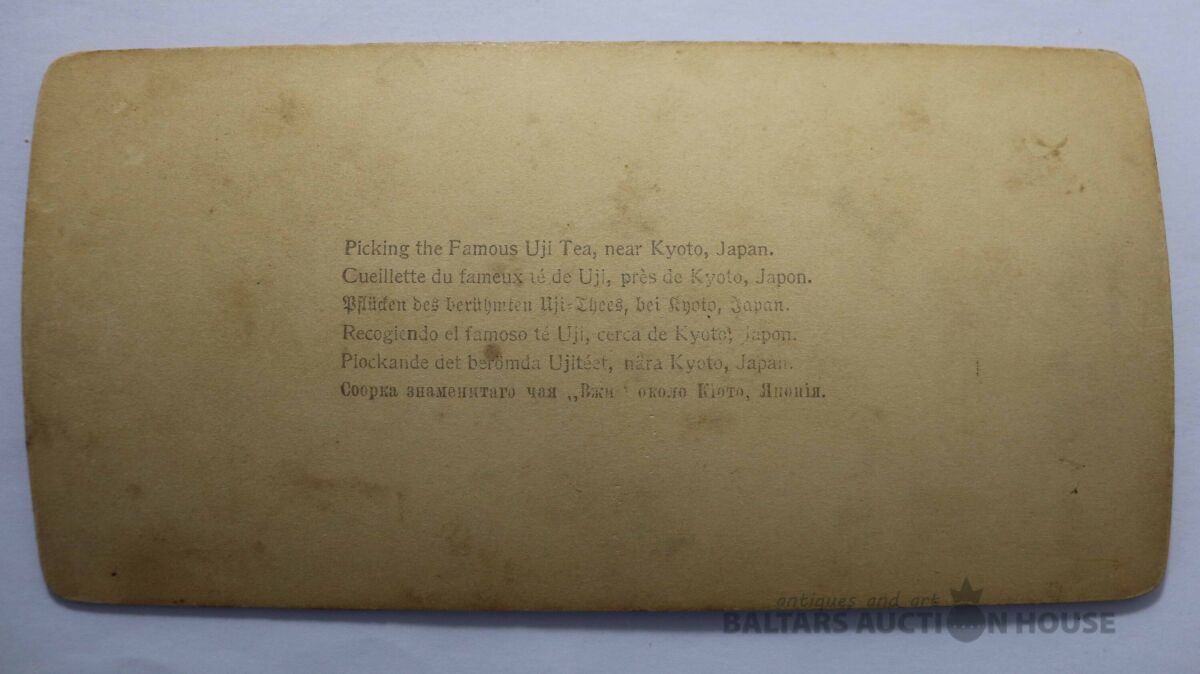 Picking the Famous Uji Tea, near Kyoto, Japan.
Cueillette du fameux té de Uji, près de Kyoto, Japon.
Pflücken des berühmten Uji-Thees, bei Kyoto, Japan.
Recogiendo el famoso té Uji, cerca de Kyoto, Japon.
Plockande det berömda Ujitéet, nära Kyoto, Japan.
Сборка знаменитаго чая „Вжи“ около Кіото, Японія.
antiques and art
BALTARS AUCTION HOUSE